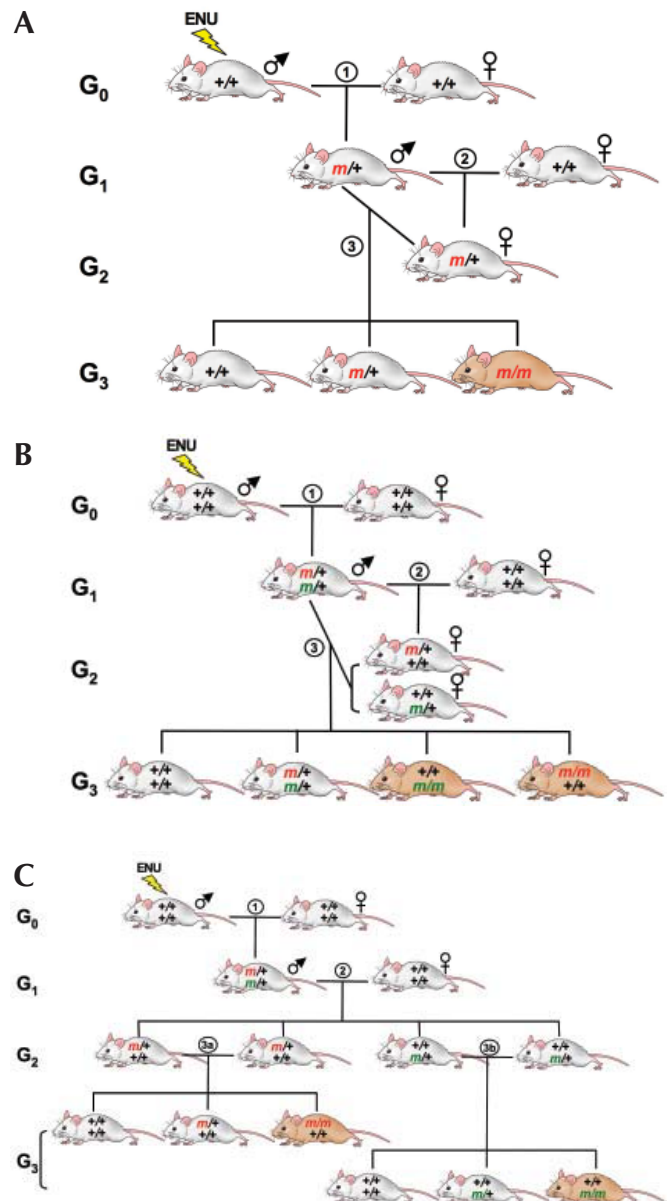 A
ENU
+/+ ♂ 1 +/+ ♀
G0
m/+ ♂ 2 +/+ ♀
G1
3 m/+ ♀
G2
+/+ m/+ m/m
G3
B
ENU
+/+ ♂ 1 +/+ ♀
+/+ +/+
G0
m/+ ♂ 2 +/+ ♀
m/+ +/+
G1
3 m/+ ♀
+/+
G2
+/+ ♀
m/+
+/+ m/+ +/+ m/m
+/+ m/+ m/m +/+
G3
C
ENU
+/+ ♂ 1 +/+ ♀
+/+ +/+
G0
m/+ ♂ 2 +/+ ♀
m/+ +/+
G1
m/+ 3a m/+ +/+ 3b +/+
+/+ +/+ m/+ m/+
G2
+/+ m/+ m/m
+/+ +/+ +/+
G3
+/+ +/+ +/+
+/+ m/+ m/m